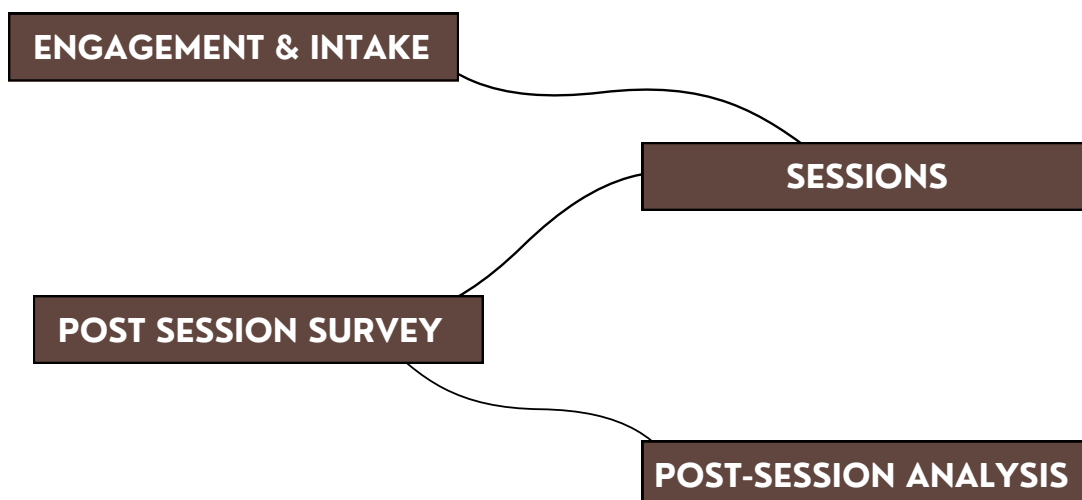 ENGAGEMENT & INTAKE
SESSIONS
POST SESSION SURVEY
POST-SESSION ANALYSIS